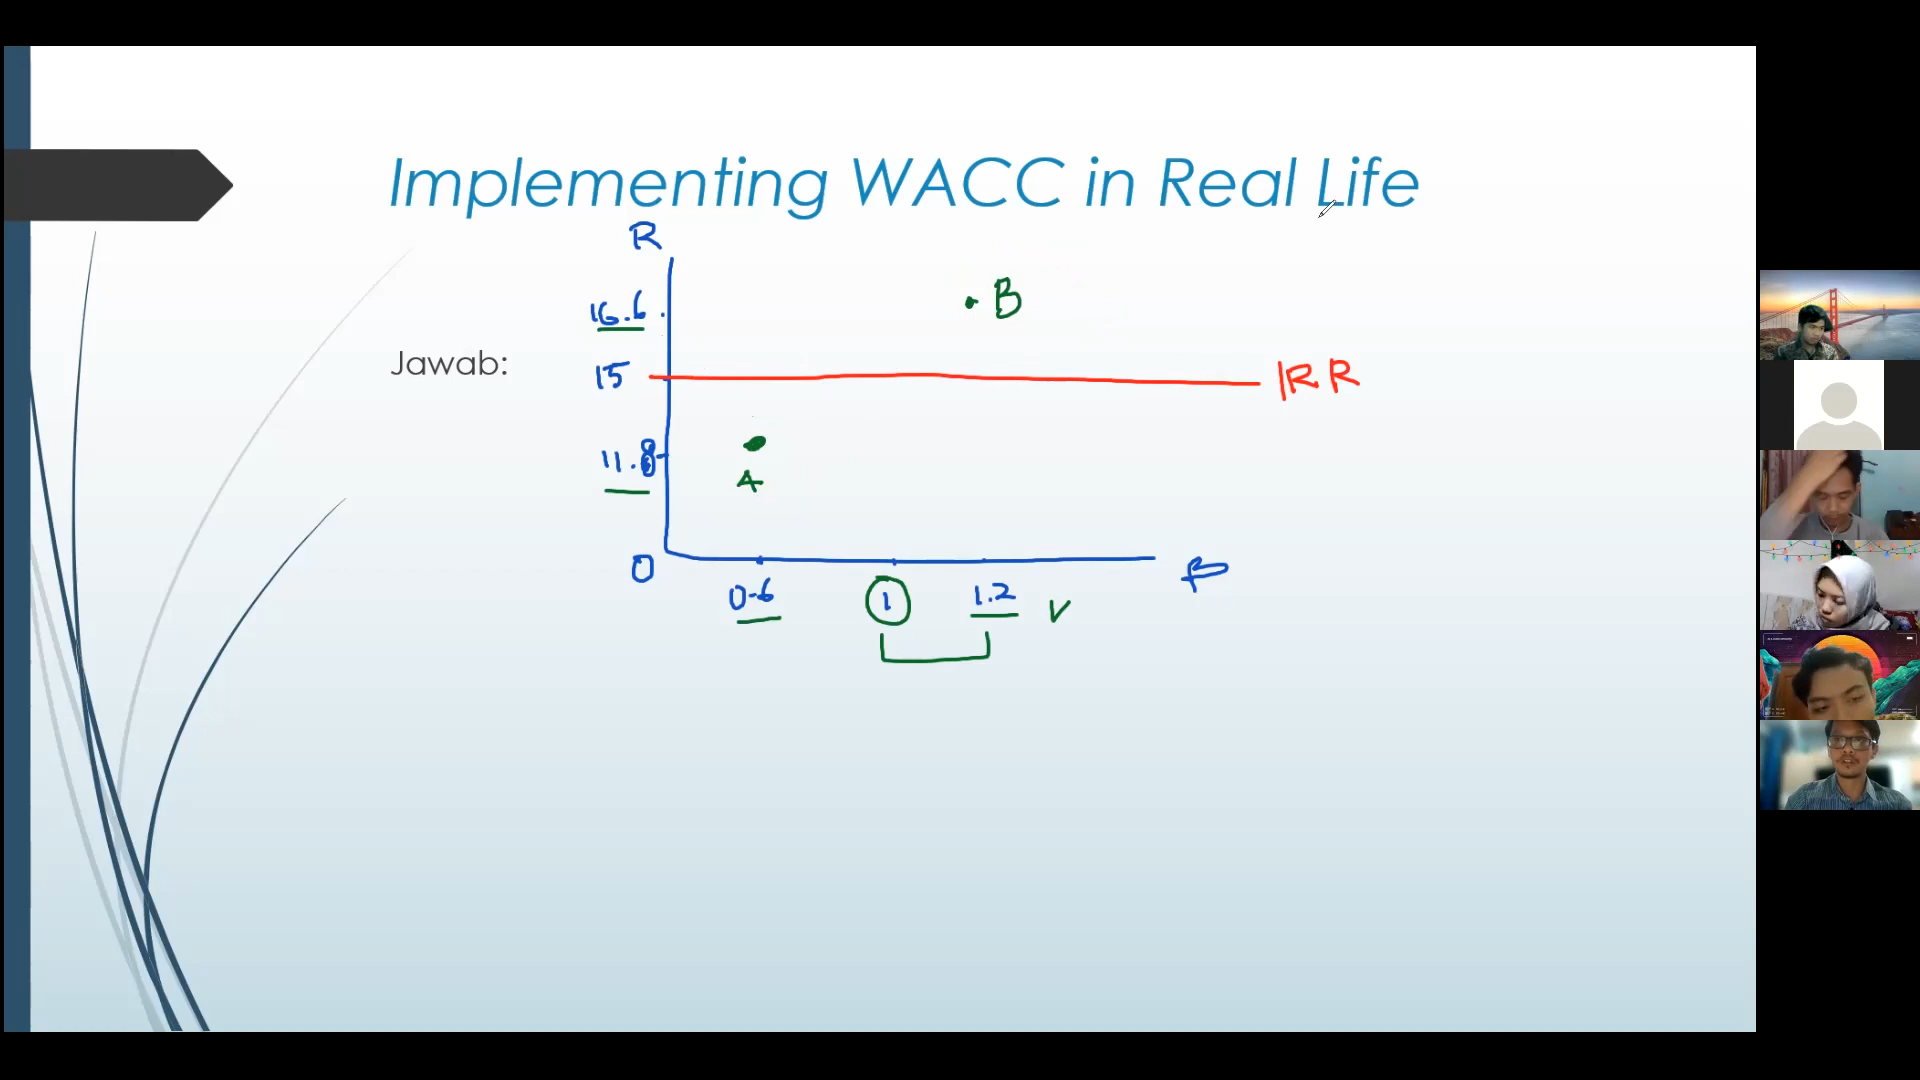 Implementing WACC in Real Life
R
16.6
B
Jawab:
15
IRR
11.8
A
0
0.6
1
1.2
V
β